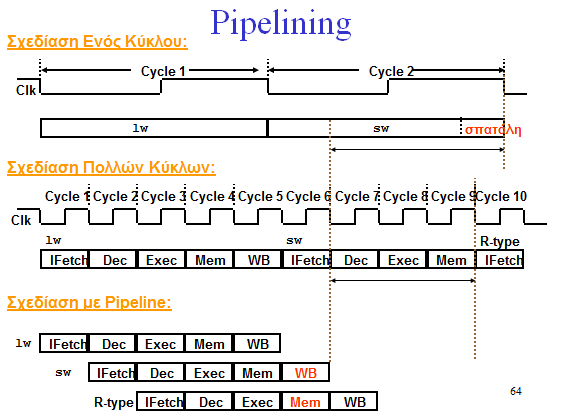 Pipelining
Σχεδίαση Ενός Κύκλου:
Cycle 1 Cycle 2
Clk
lw sw σπατάλη
Σχεδίαση Πολλών Κύκλων:
Cycle 1 Cycle 2 Cycle 3 Cycle 4 Cycle 5 Cycle 6 Cycle 7 Cycle 8 Cycle 9 Cycle 10
Clk
lw sw R-type
IFetch Dec Exec Mem WB IFetch Dec Exec Mem IFetch
Σχεδίαση με Pipeline:
lw IFetch Dec Exec Mem WB
sw IFetch Dec Exec Mem WB
R-type IFetch Dec Exec Mem WB
64